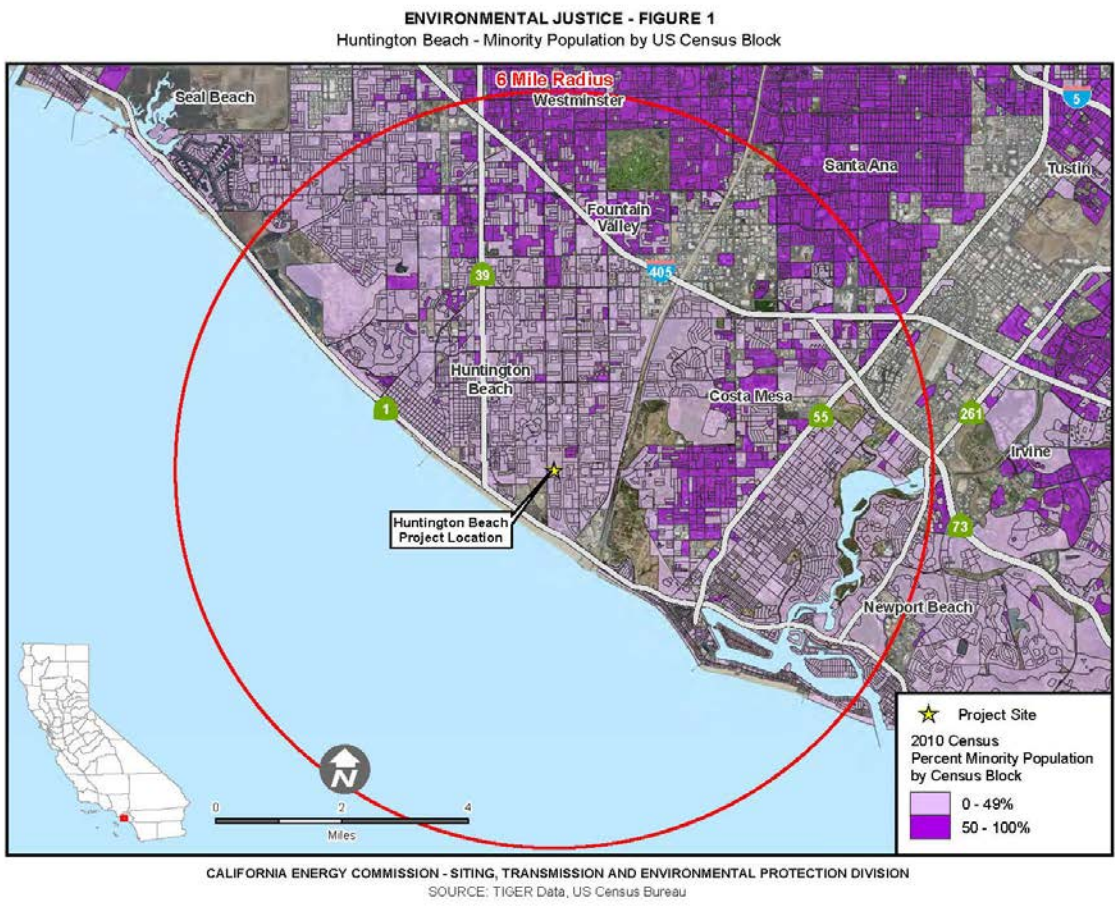 ENVIRONMENTAL JUSTICE - FIGURE 1
Huntington Beach - Minority Population by US Census Block
6 Mile Radius
Seal Beach
Westminster
5
Santa Ana
Tustin
Fountain
Valley
39
405
Huntington
Beach
1
Costa Mesa
55
261
Irvine
Huntington Beach
Project Location
73
Newport Beach
Project Site
2010 Census
Percent Minority Population
by Census Block
0 - 49%
50 - 100%
N
0 2 4
Miles
CALIFORNIA ENERGY COMMISSION - SITING, TRANSMISSION AND ENVIRONMENTAL PROTECTION DIVISION
SOURCE: TIGER Data, US Census Bureau